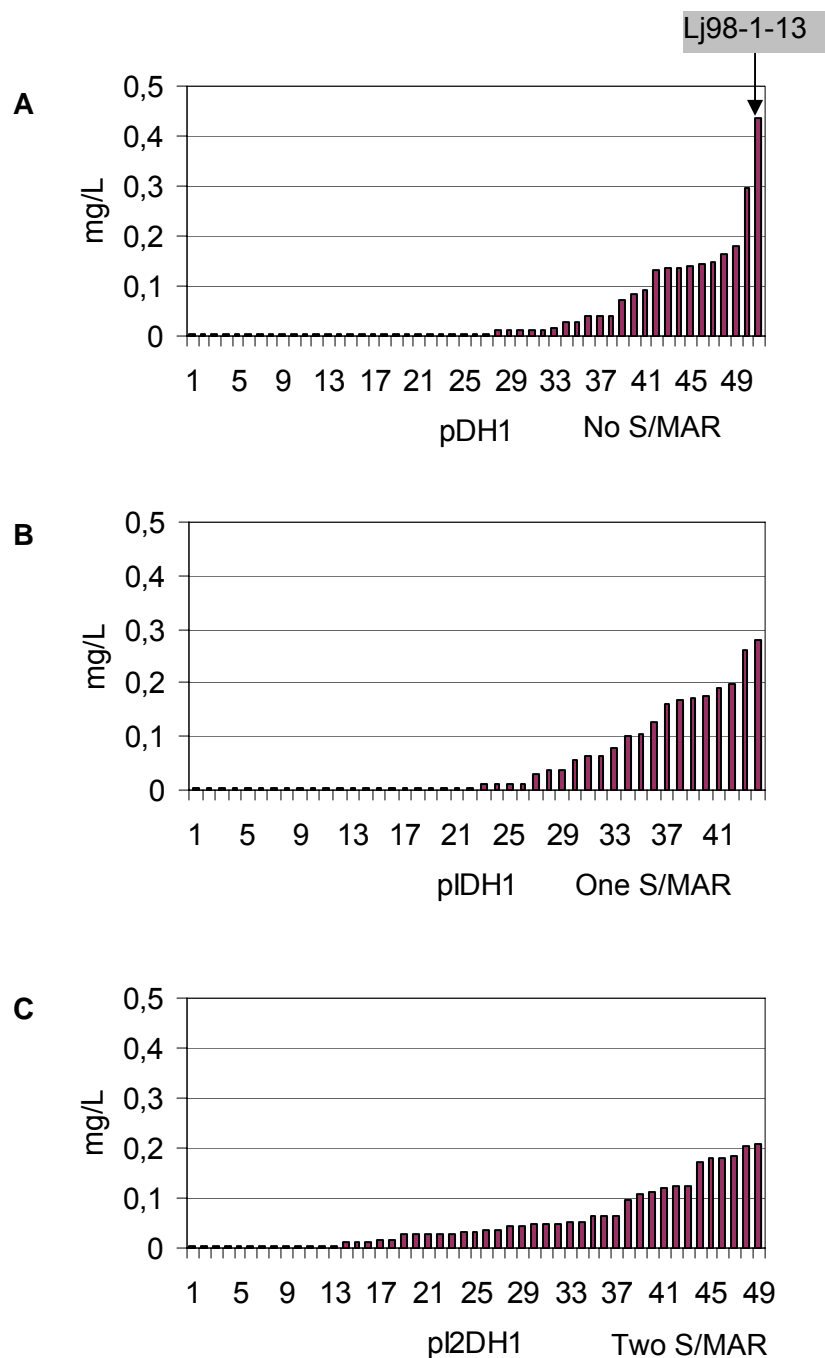 Lj98-1-13
A
0,5
0,4
0,3
0,2
0,1
0
mg/L
1 5 9 13 17 21 25 29 33 37 41 45 49
pDH1 No S/MAR
B
0,5
0,4
0,3
0,2
0,1
0
mg/L
1 5 9 13 17 21 25 29 33 37 41
pIDH1 One S/MAR
C
0,5
0,4
0,3
0,2
0,1
0
mg/L
1 5 9 13 17 21 25 29 33 37 41 45 49
pI2DH1 Two S/MAR